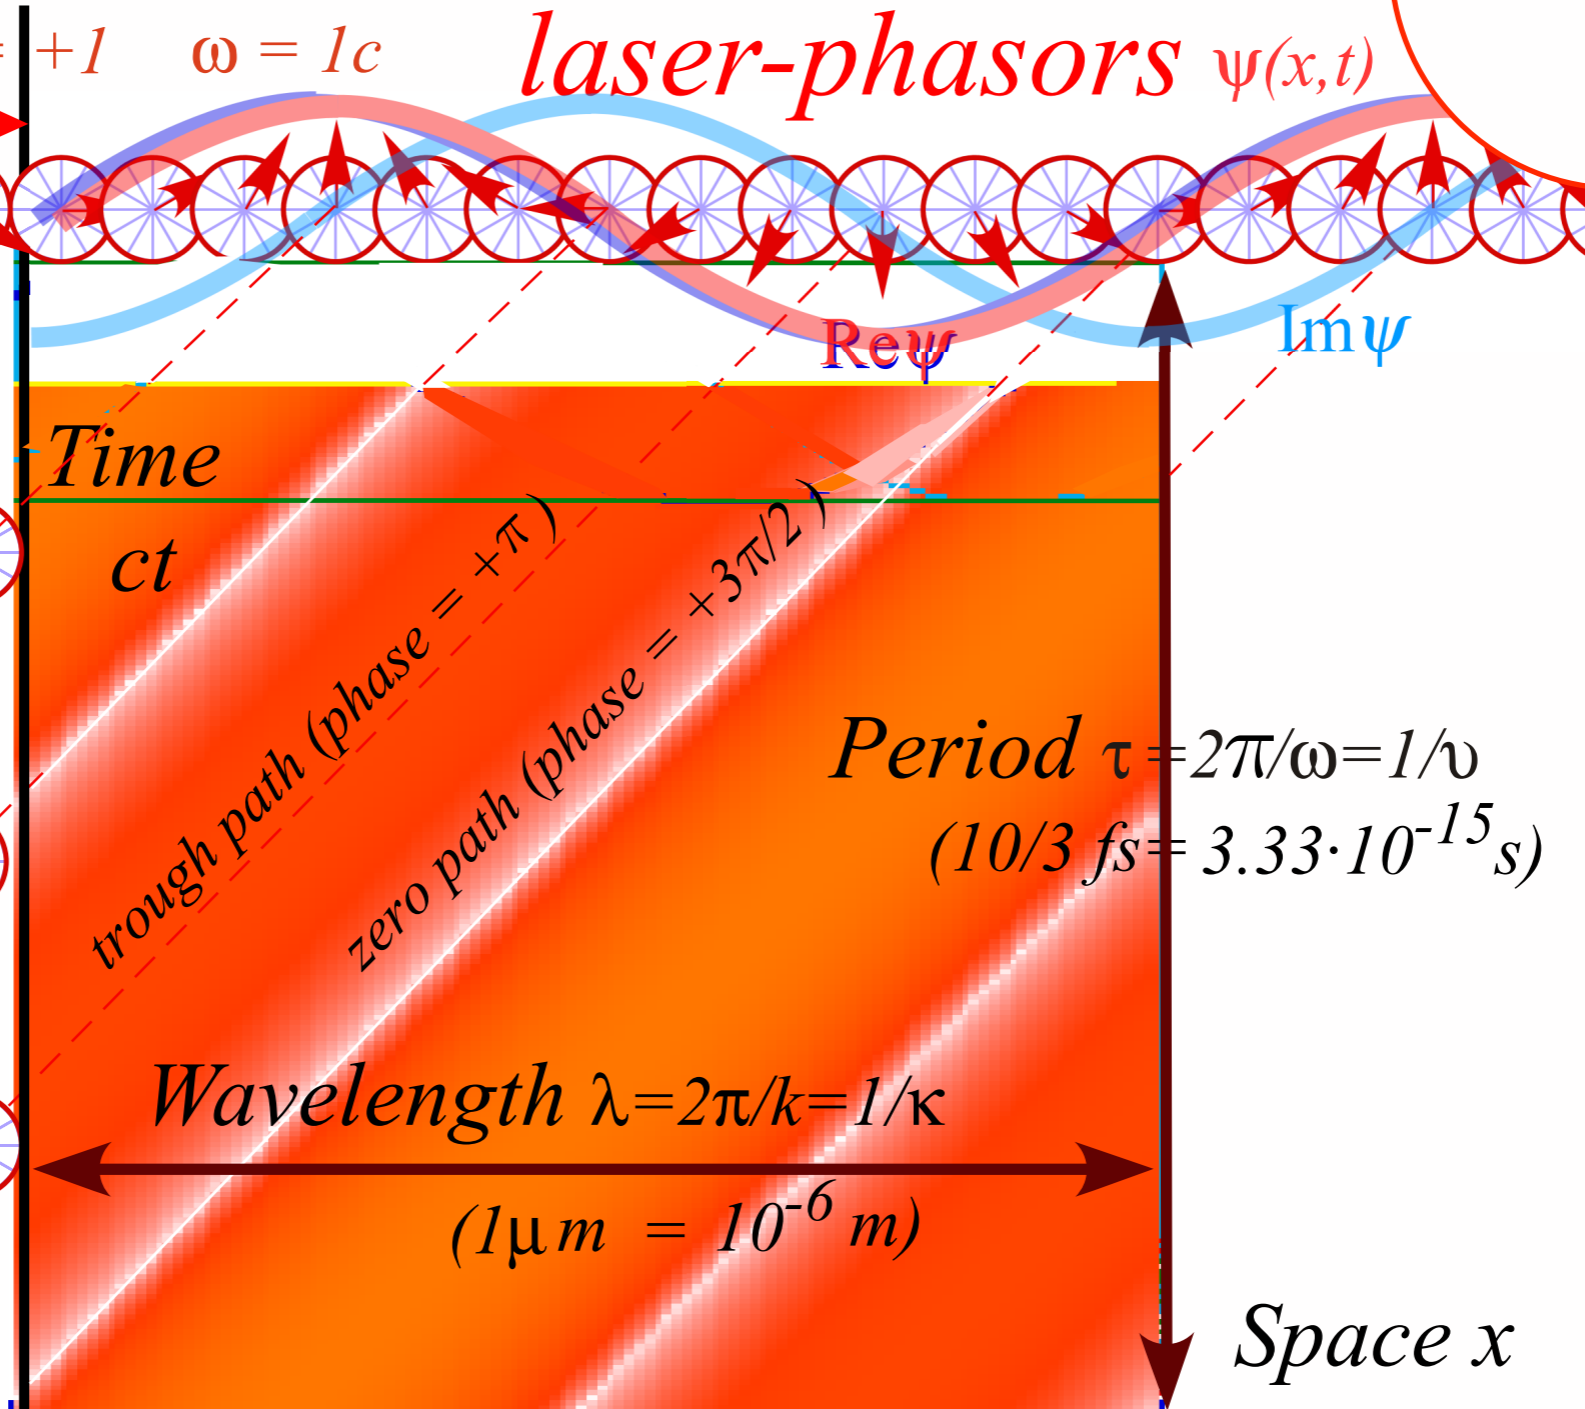 = +1 ω = 1c
laser-phasors ψ(x,t)
Reψ
Imψ
Time
ct
trough path (phase = +π )
zero path (phase = +3π/2 )
Period τ=2π/ω=1/υ
(10/3 fs= 3.33·10⁻¹⁵s)
Wavelength λ=2π/k=1/κ
(1μm = 10⁻⁶ m)
Space x